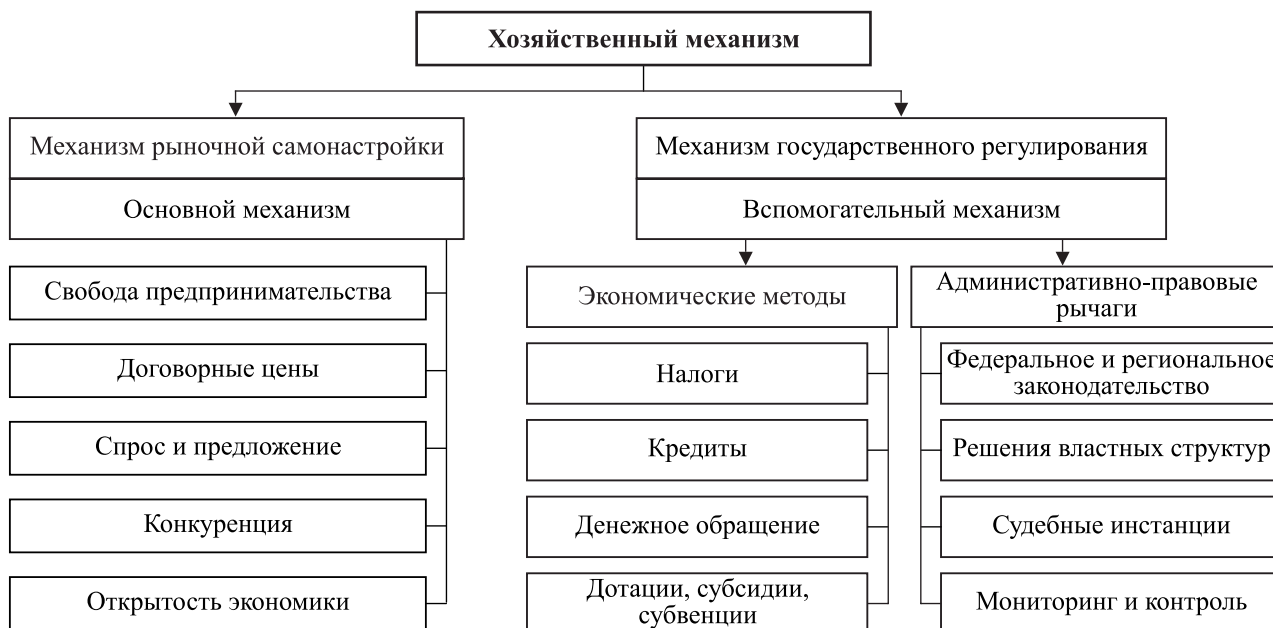 Хозяйственный механизм
Механизм рыночной самонастройки
Основной механизм
Свобода предпринимательства
Договорные цены
Спрос и предложение
Конкуренция
Открытость экономики
Механизм государственного регулирования
Вспомогательный механизм
Экономические методы
Налоги
Кредиты
Денежное обращение
Дотации, субсидии,
субвенции
Административно-правовые
рычаги
Федеральное и региональное
законодательство
Решения властных структур
Судебные инстанции
Мониторинг и контроль